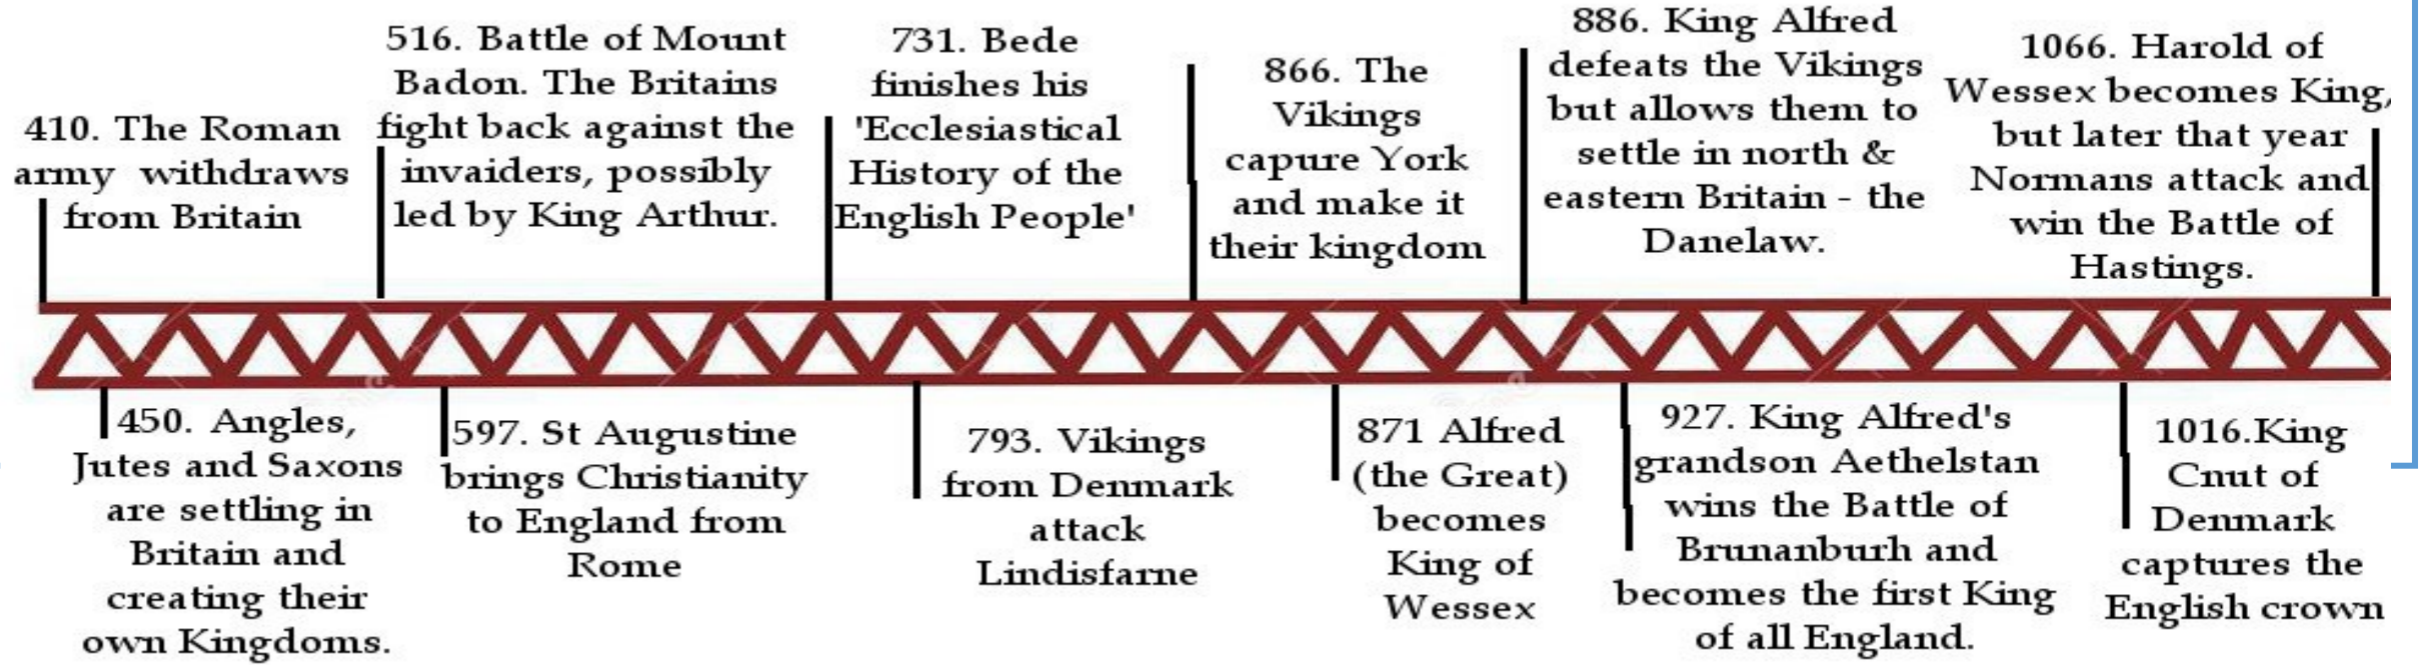 410. The Roman
army withdraws
from Britain
516. Battle of Mount
Badon. The Britains
fight back against the
invaiders, possibly
led by King Arthur.
731. Bede
finishes his
'Ecclesiastical
History of the
English People'
866. The
Vikings
capure York
and make it
their kingdom
886. King Alfred
defeats the Vikings
but allows them to
settle in north &
eastern Britain - the
Danelaw.
1066. Harold of
Wessex becomes King,
but later that year
Normans attack and
win the Battle of
Hastings.
450. Angles,
Jutes and Saxons
are settling in
Britain and
creating their
own Kingdoms.
597. St Augustine
brings Christianity
to England from
Rome
793. Vikings
from Denmark
attack
Lindisfarne
871 Alfred
(the Great)
becomes
King of
Wessex
927. King Alfred's
grandson Aethelstan
wins the Battle of
Brunanburh and
becomes the first King
of all England.
1016.King
Cnut of
Denmark
captures the
English crown